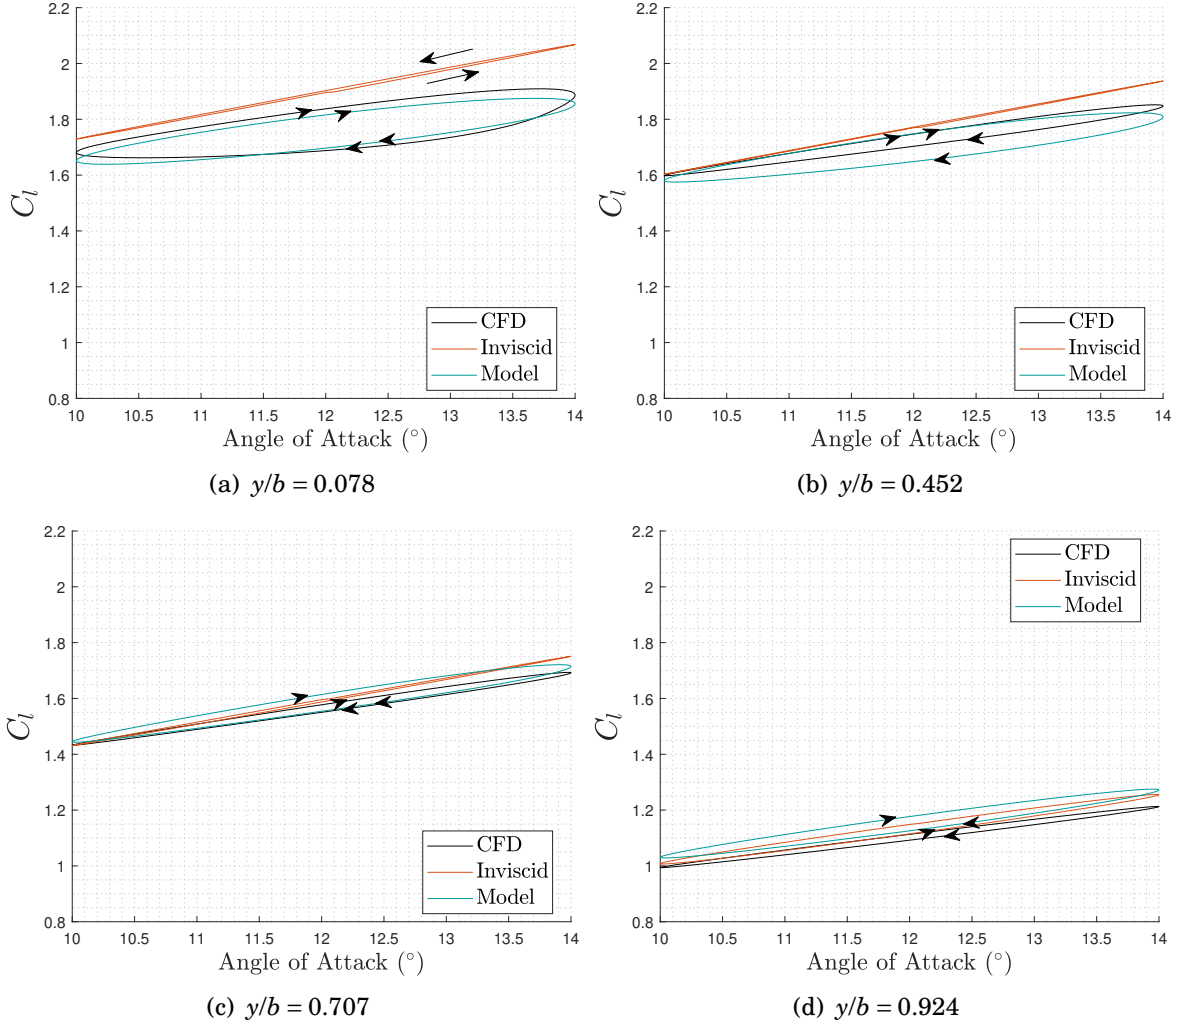 2.2
2
1.8
1.6
1.4
1.2
1
0.8
C_l
CFD
Inviscid
Model
10 10.5 11 11.5 12 12.5 13 13.5 14
Angle of Attack (°)
(a) y/b = 0.078
2.2
2
1.8
1.6
1.4
1.2
1
0.8
C_l
CFD
Inviscid
Model
10 10.5 11 11.5 12 12.5 13 13.5 14
Angle of Attack (°)
(b) y/b = 0.452
2.2
2
1.8
1.6
1.4
1.2
1
0.8
C_l
CFD
Inviscid
Model
10 10.5 11 11.5 12 12.5 13 13.5 14
Angle of Attack (°)
(c) y/b = 0.707
2.2
2
1.8
1.6
1.4
1.2
1
0.8
C_l
CFD
Inviscid
Model
10 10.5 11 11.5 12 12.5 13 13.5 14
Angle of Attack (°)
(d) y/b = 0.924